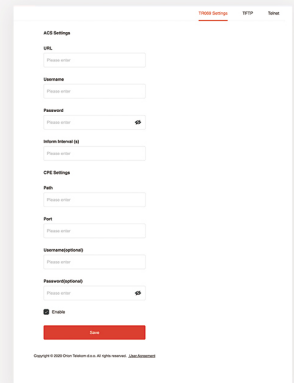 TR069 Settings TFTP Telnet
ACS Settings
URL
Please enter
Username
Please enter
Password
Please enter
Inform Interval (s)
Please enter
CPE Settings
Path
Please enter
Port
Please enter
Username(optional)
Please enter
Password(optional)
Please enter
Enable
Save
Copyright © 2020 Orion Telekom d.o.o. All rights reserved. User Agreement